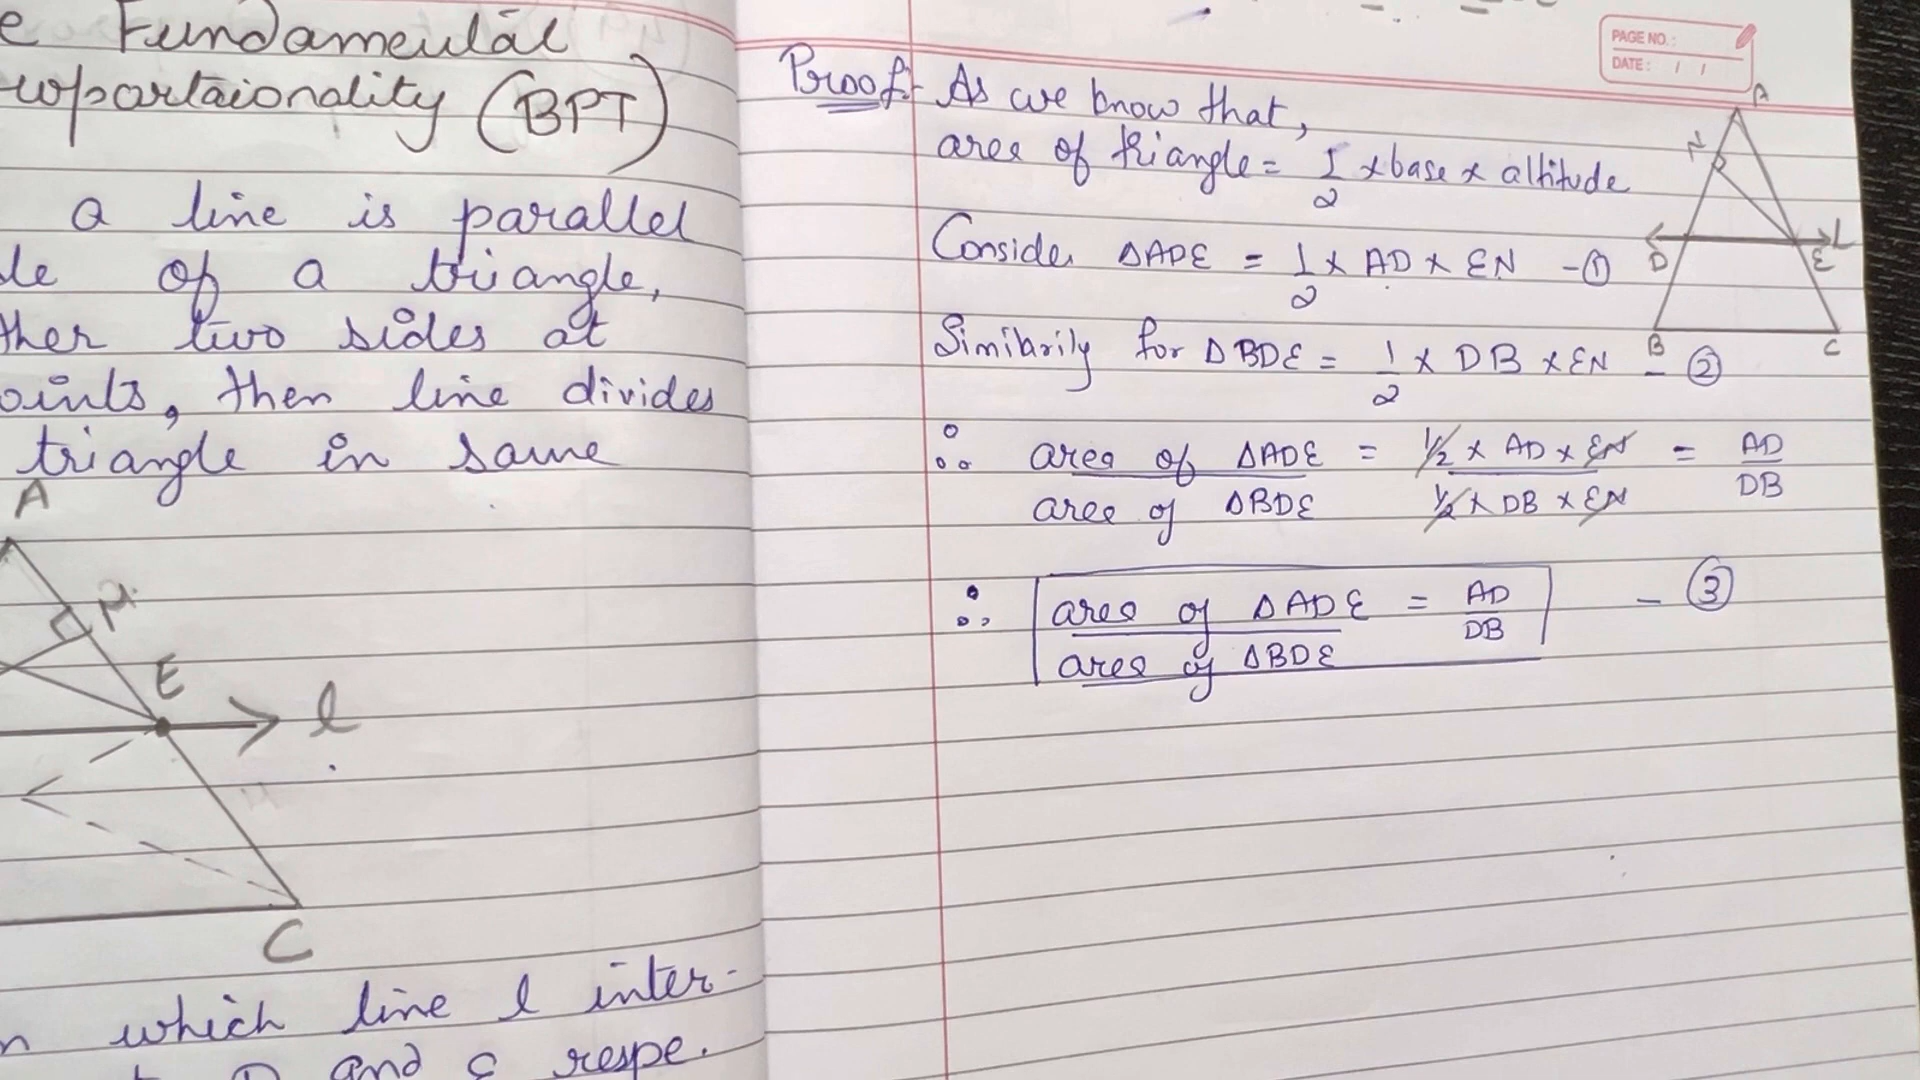 e Fundamental
opportaionality (BPT)
a line is parallel
de of a triangle,
ther two sides at
oints, then line divides
triangle in same
A
M
E
l
C
n which line l inter-
and respe.
PAGE NO.:
DATE: / /
Proof:- As we know that,
area of triangle = 1/2 × base × altitude
Conside ΔADE = 1/2 × AD × EN - ①
Similarily for ΔBDE = 1/2 × DB × EN - ②
∴ area of ΔADE = 1/2 × AD × EN = AD
area of ΔBDE 1/2 × DB × EN DB
∴ area of ΔADE = AD - ③
area of ΔBDE DB
A
N
L
D E
B C